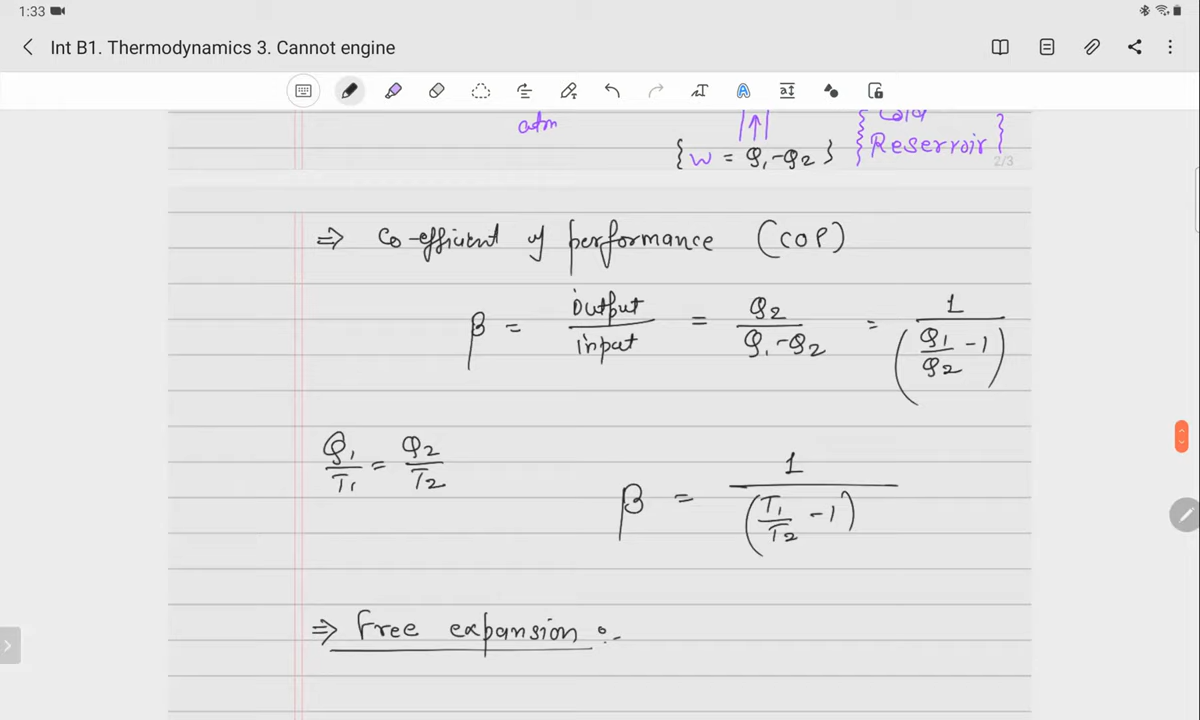 1:33
Int B1. Thermodynamics 3. Cannot engine
atm
{W = Q1-Q2}
Reservoir
2/3
⇒ Co-efficient of performance (COP)
β = output/input = Q2/(Q1-Q2) = 1/(Q1/Q2 -1)
Q1/T1 = Q2/T2
β = 1/(T1/T2 -1)
⇒ Free expansion :-